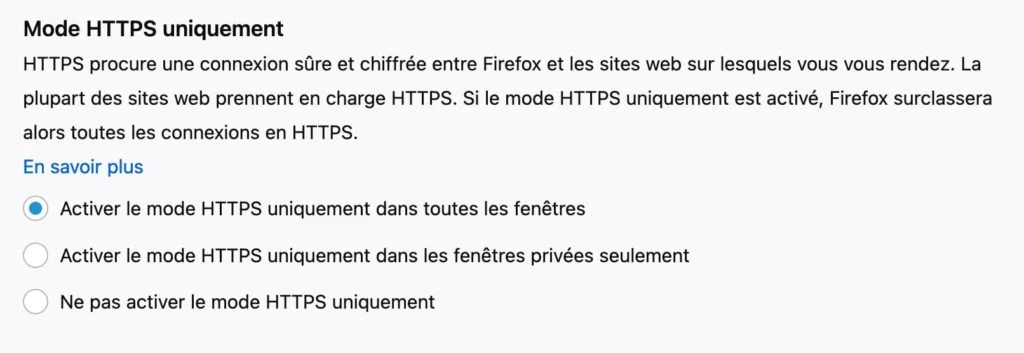 Mode HTTPS uniquement
HTTPS procure une connexion sûre et chiffrée entre Firefox et les sites web sur lesquels vous vous rendez. La
plupart des sites web prennent en charge HTTPS. Si le mode HTTPS uniquement est activé, Firefox surclassera
alors toutes les connexions en HTTPS.
En savoir plus
Activer le mode HTTPS uniquement dans toutes les fenêtres
Activer le mode HTTPS uniquement dans les fenêtres privées seulement
Ne pas activer le mode HTTPS uniquement